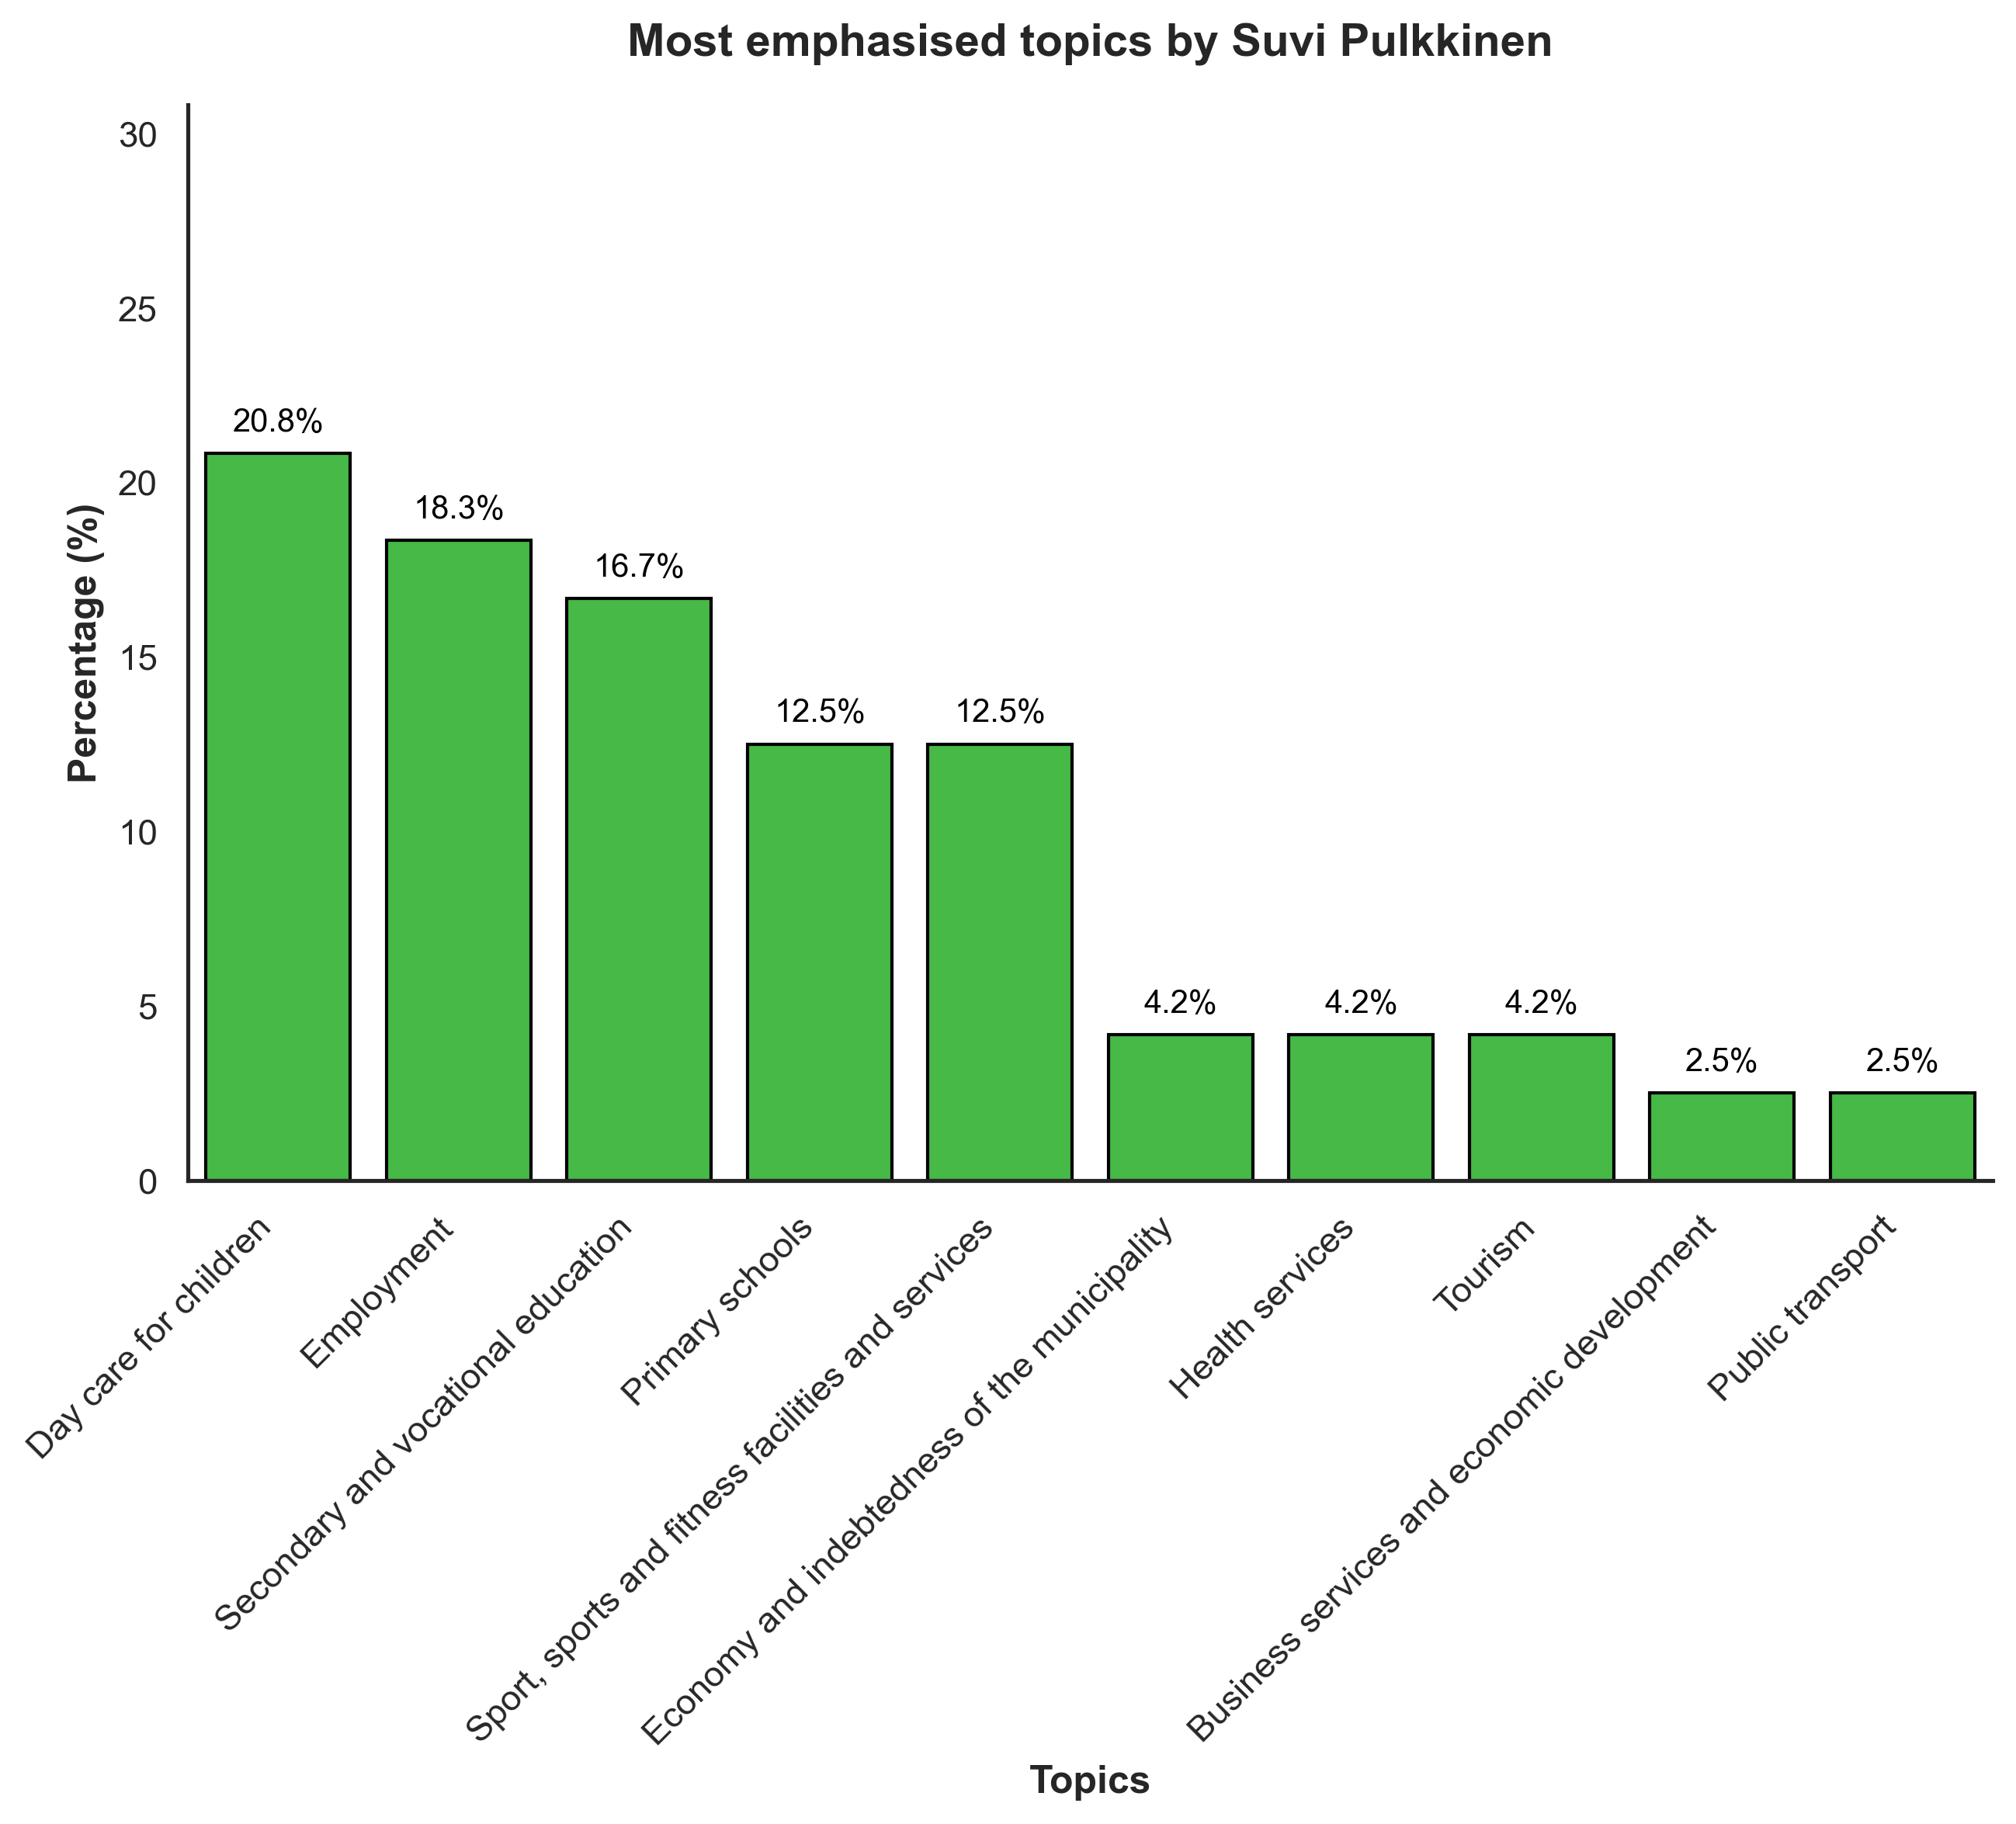 Most emphasised topics by Suvi Pulkkinen
Percentage (%)
30
25
20
15
10
5
0
20.8%
18.3%
16.7%
12.5%
12.5%
4.2%
4.2%
4.2%
2.5%
2.5%
Day care for children
Employment
Secondary and vocational education
Primary schools
Sport, sports and fitness facilities and services
Economy and indebtedness of the municipality
Health services
Tourism
Business services and economic development
Public transport
Topics